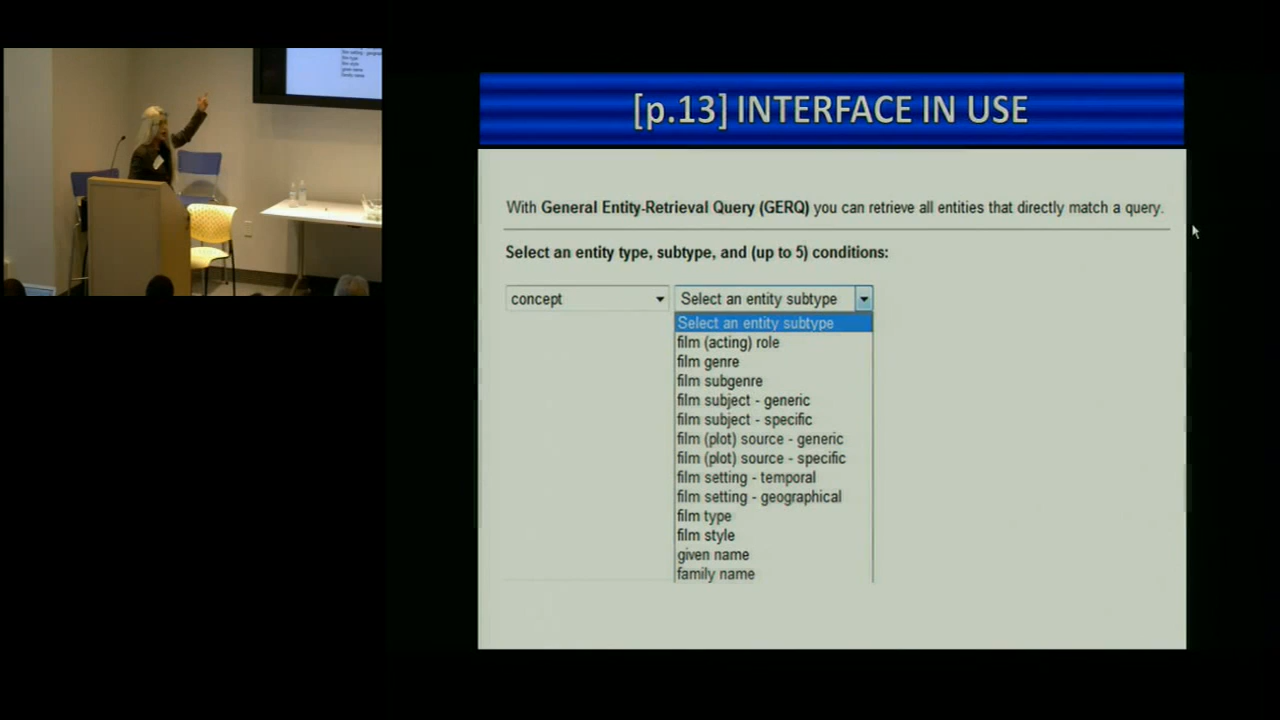 [p.13] INTERFACE IN USE
With General Entity-Retrieval Query (GERQ) you can retrieve all entities that directly match a query.
Select an entity type, subtype, and (up to 5) conditions:
concept
Select an entity subtype
Select an entity subtype
film (acting) role
film genre
film subgenre
film subject - generic
film subject - specific
film (plot) source - generic
film (plot) source - specific
film setting - temporal
film setting - geographical
film type
film style
given name
family name